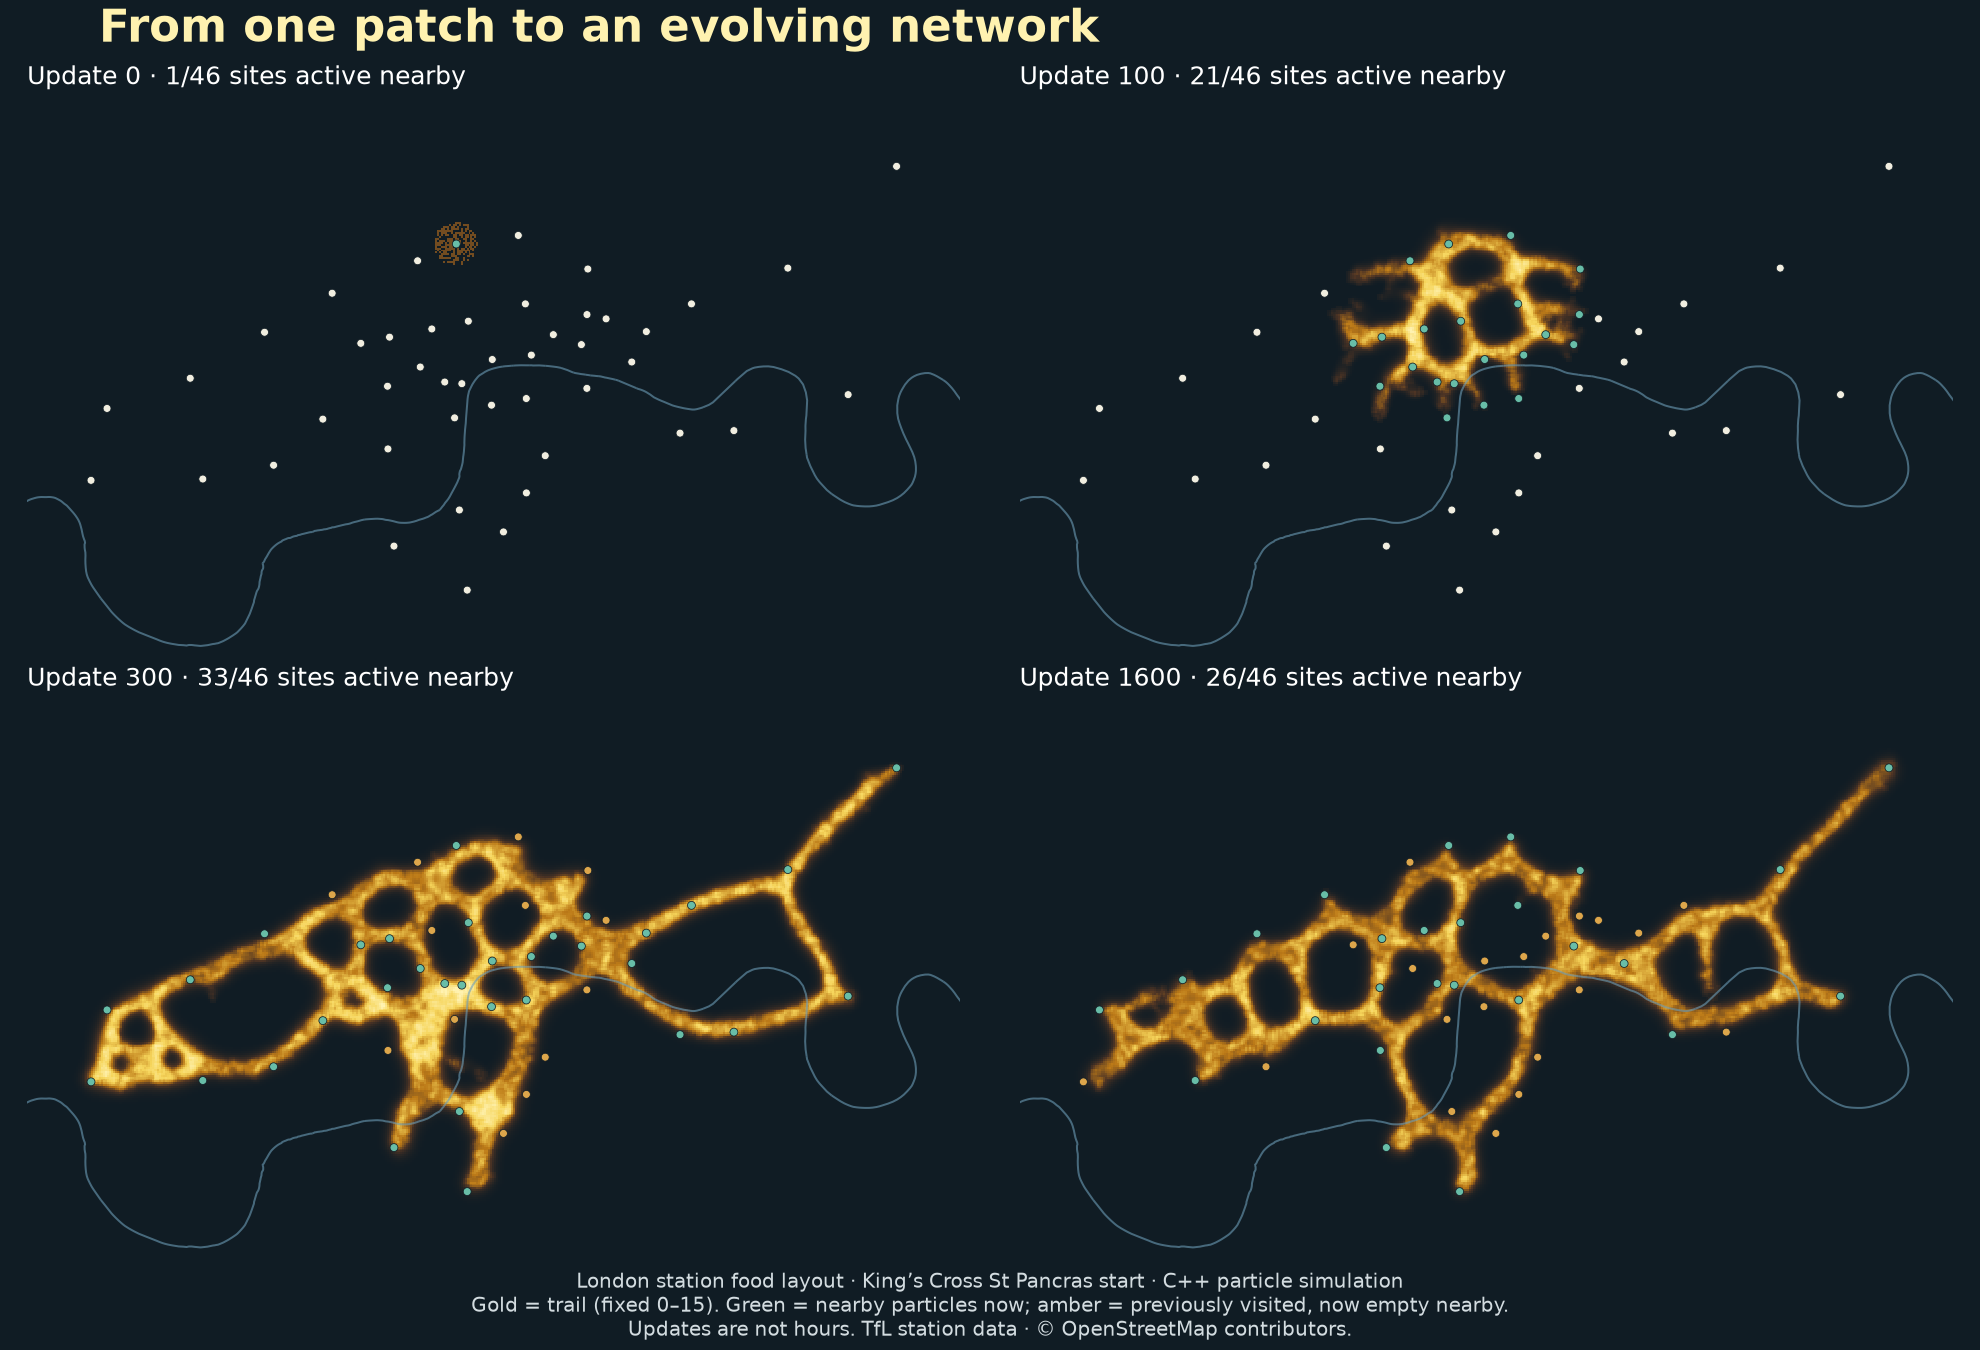 From one patch to an evolving network
Update 0 · 1/46 sites active nearby
Update 100 · 21/46 sites active nearby
Update 300 · 33/46 sites active nearby
Update 1600 · 26/46 sites active nearby
London station food layout · King’s Cross St Pancras start · C++ particle simulation
Gold = trail (fixed 0–15). Green = nearby particles now; amber = previously visited, now empty nearby.
Updates are not hours. TfL station data · © OpenStreetMap contributors.